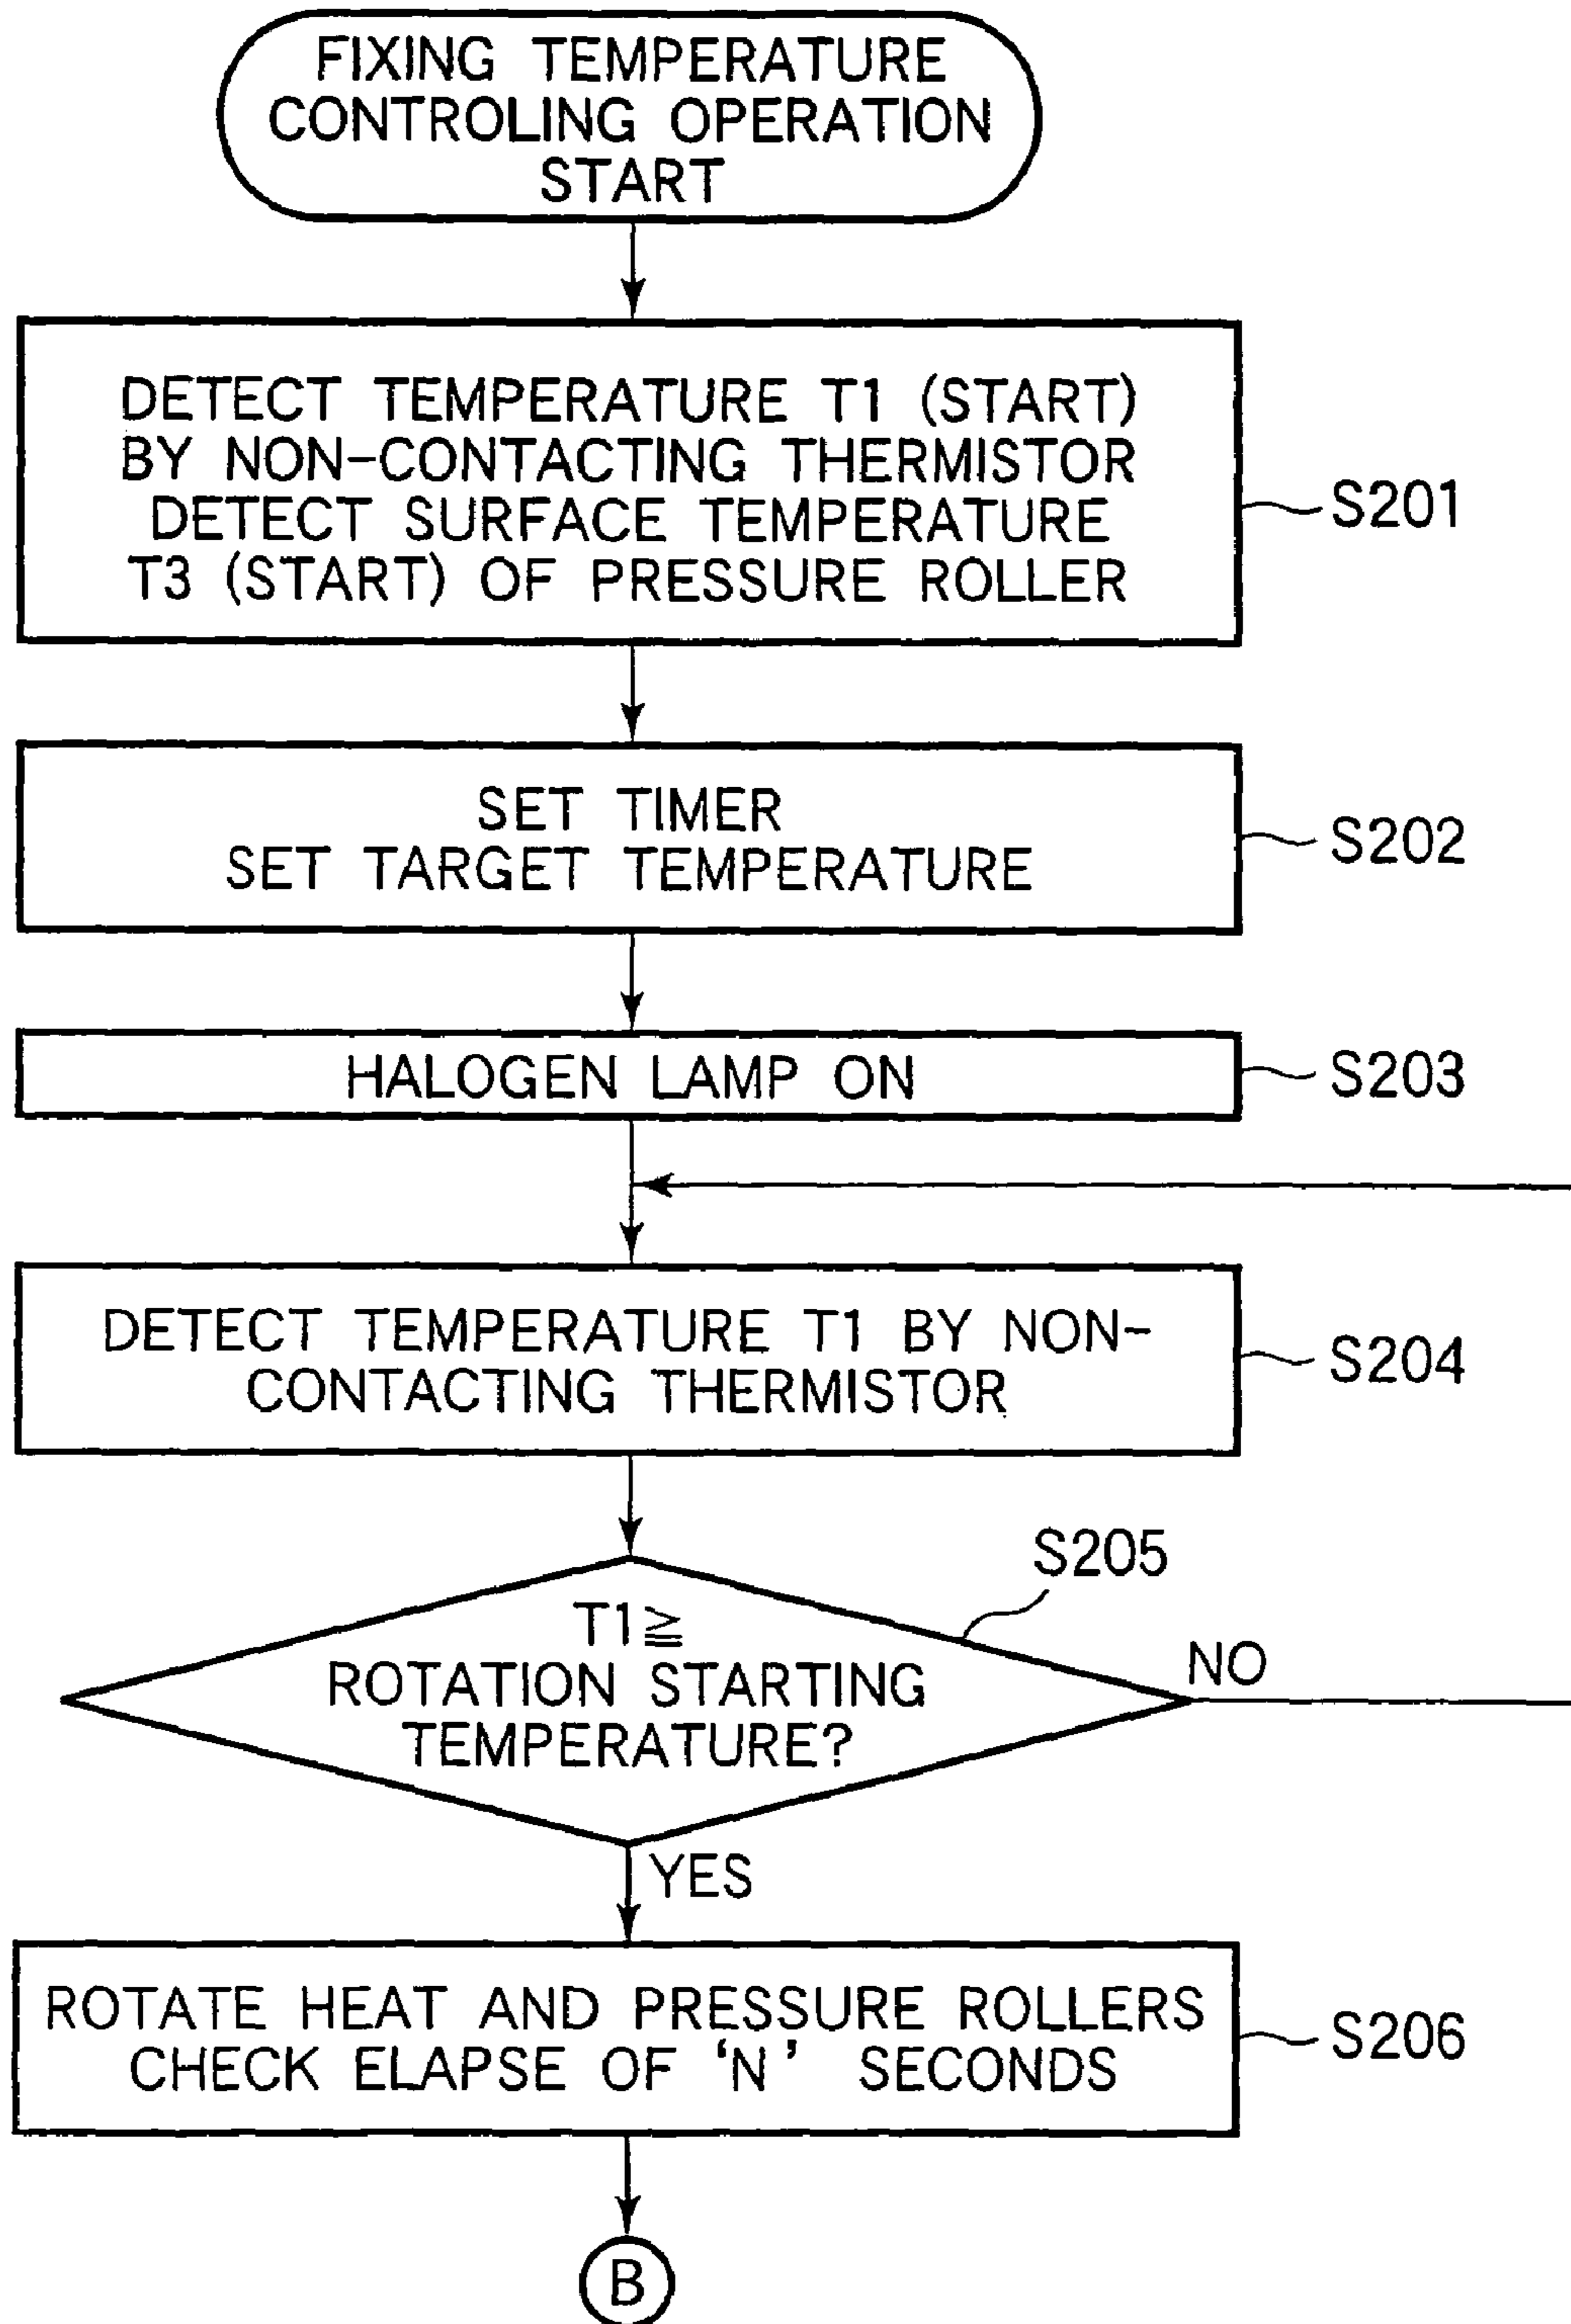 FIXING TEMPERATURE
CONTROLING OPERATION
START
DETECT TEMPERATURE T1 (START)
BY NON-CONTACTING THERMISTOR
DETECT SURFACE TEMPERATURE
T3 (START) OF PRESSURE ROLLER
S201
SET TIMER
SET TARGET TEMPERATURE
S202
HALOGEN LAMP ON
S203
DETECT TEMPERATURE T1 BY NON-
CONTACTING THERMISTOR
S204
S205
T1≧
ROTATION STARTING
TEMPERATURE?
NO
YES
ROTATE HEAT AND PRESSURE ROLLERS
CHECK ELAPSE OF ‘N’ SECONDS
S206
B